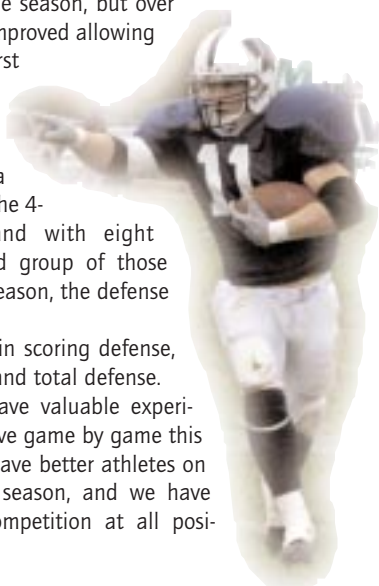 e season, but over
mproved allowing
rst
a
he 4-
nd with eight
d group of those
eason, the defense
in scoring defense,
and total defense.
ave valuable experi-
ve game by game this
ave better athletes on
season, and we have
ompetition at all posi-
11